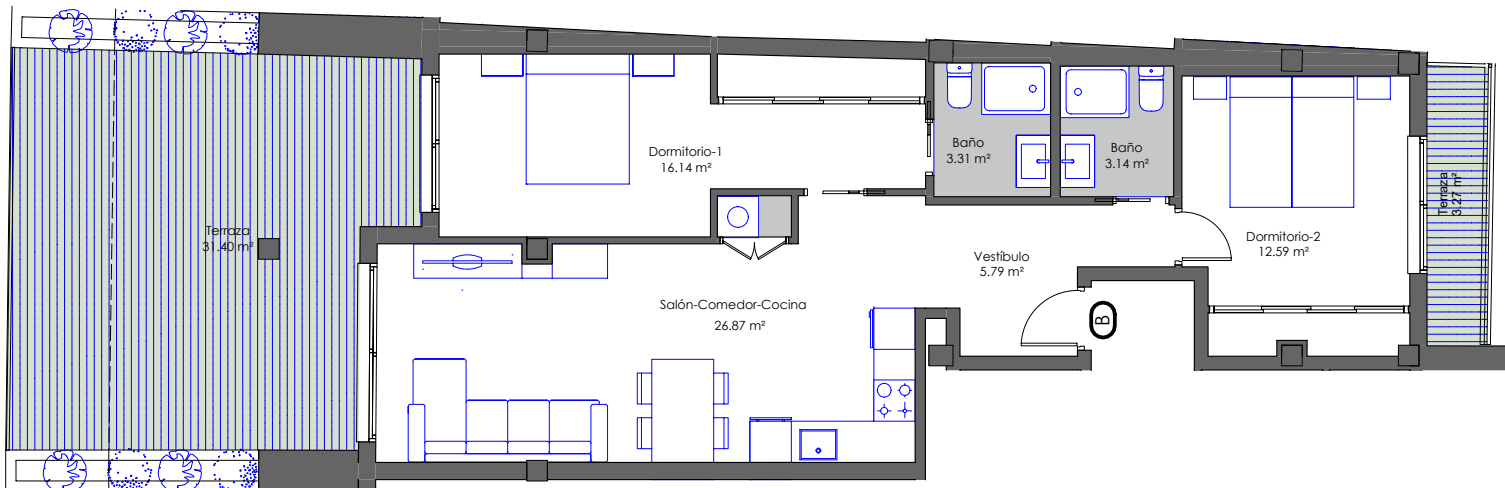 Terraza
31.40 m²
Dormitorio-1
16.14 m²
Baño
3.31 m²
Baño
3.14 m²
Dormitorio-2
12.59 m²
Terraza
3.27 m²
Vestíbulo
5.79 m²
Salón-Comedor-Cocina
26.87 m²
B